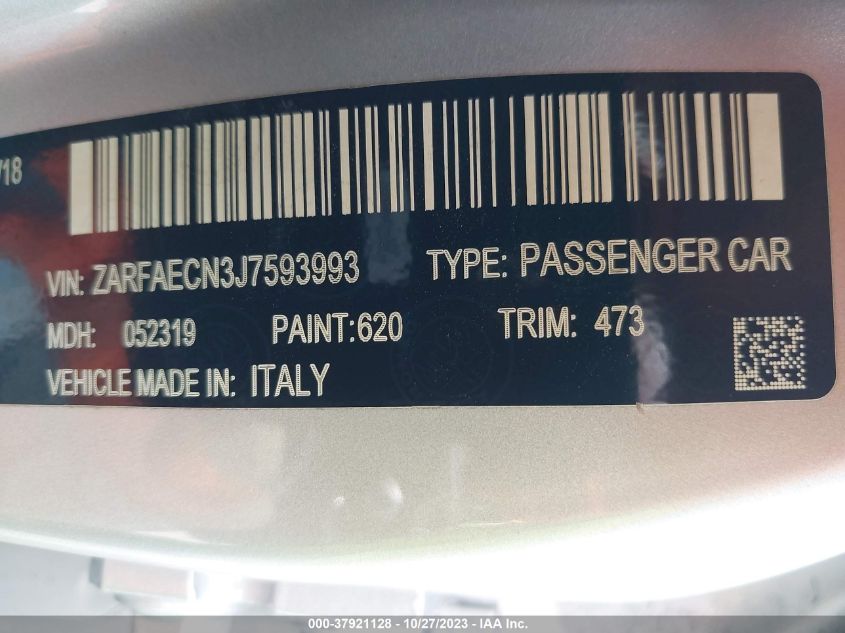 /18
VIN: ZARFAECN3J7593993 TYPE: PASSENGER CAR
MDH: 052319 PAINT:620 TRIM: 473
VEHICLE MADE IN: ITALY
000-37921128 - 10/27/2023 - IAA Inc.